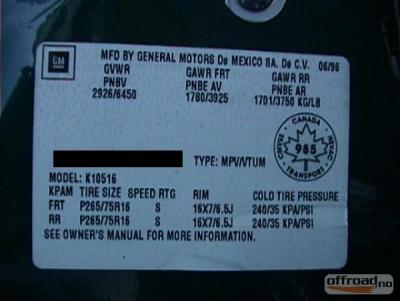 GM
MFD BY GENERAL MOTORS De MEXICO SA. De C.V. 06/96
GVWR GAWR FRT GAWR RR
PNBV PNBE AV PNBE AR
2926/6450 1780/3925 1701/3750 KG/LB
CANADA
985
TRANSPORT
TYPE: MPV/VTUM
MODEL: K10516
KPAM TIRE SIZE SPEED RTG RIM COLD TIRE PRESSURE
FRT P265/75R16 S 16X7/6.5J 240/35 KPA/PSI
RR P265/75R16 S 16X7/6.5J 240/35 KPA/PSI
SEE OWNER'S MANUAL FOR MORE INFORMATION.
offroad.no